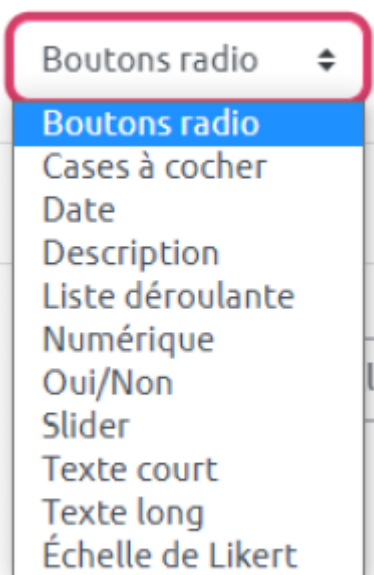 Boutons radio
Boutons radio
Cases à cocher
Date
Description
Liste déroulante
Numérique
Oui/Non
Slider
Texte court
Texte long
Échelle de Likert